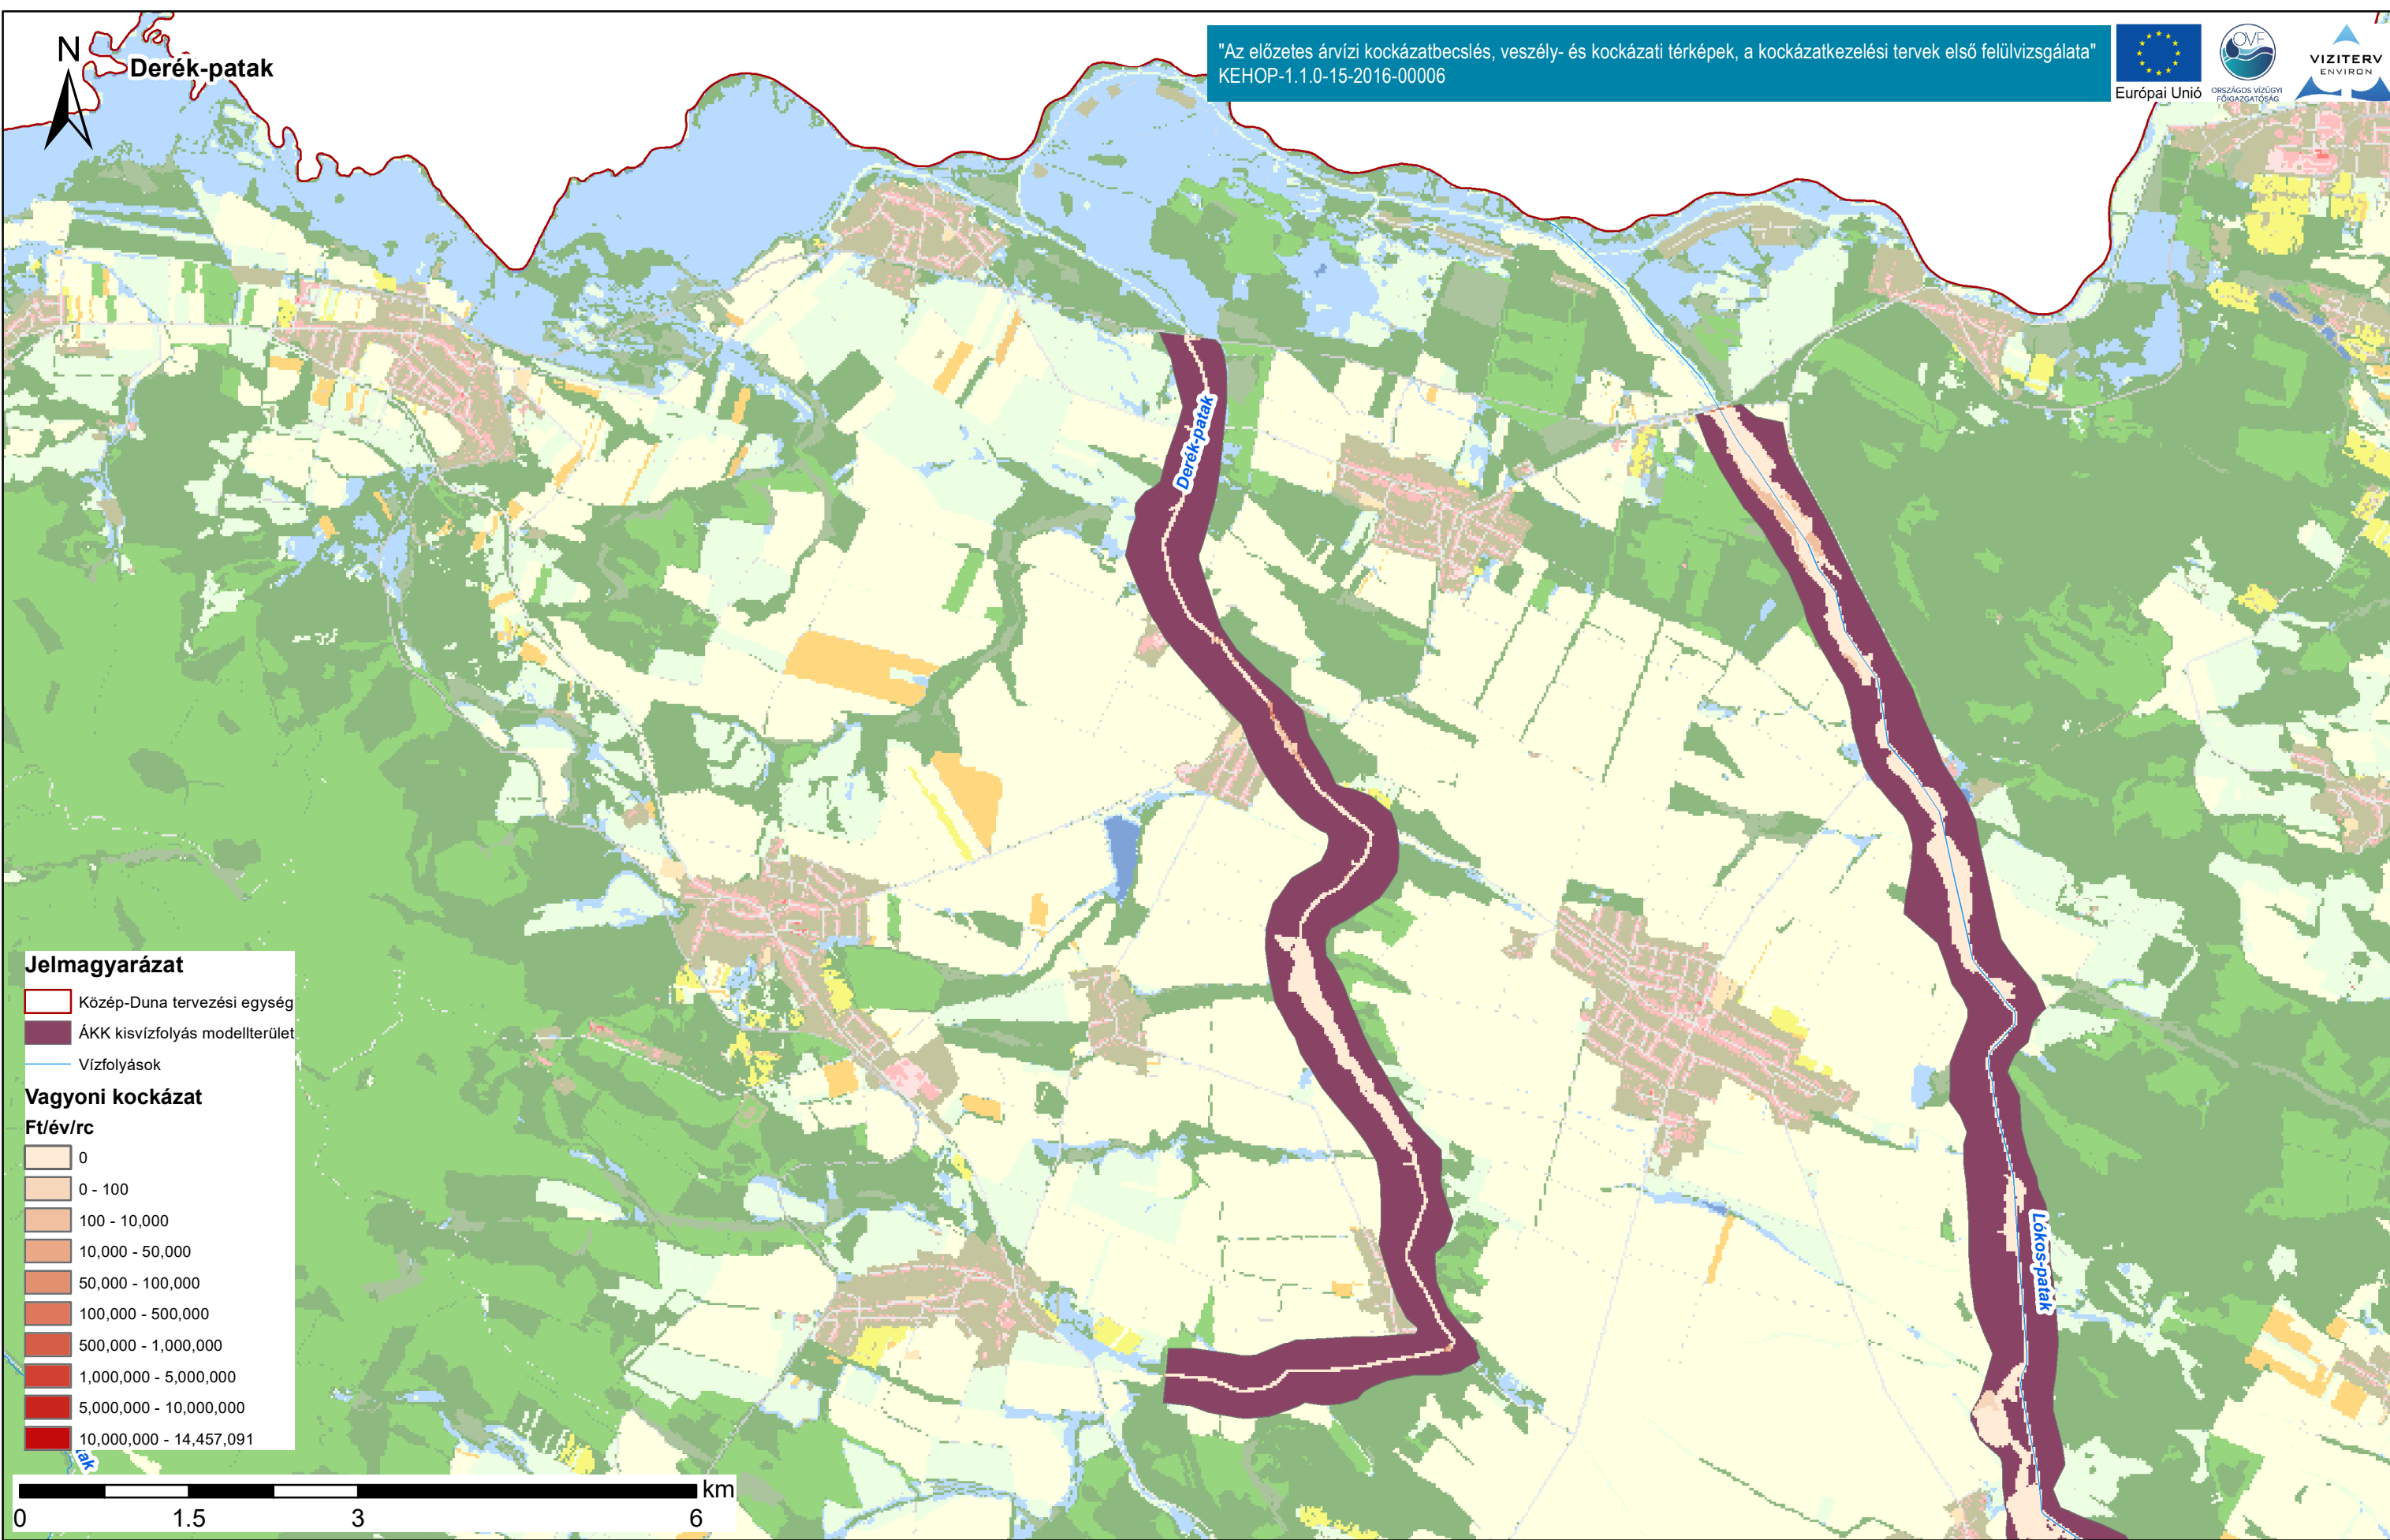 N
Derék-patak
"Az előzetes árvízi kockázatbecslés, veszély- és kockázati térképek, a kockázatkezelési tervek első felülvizsgálata"
KEHOP-1.1.0-15-2016-00006
Európai Unió
OVF
ORSZÁGOS VÍZÜGYI
FŐIGAZGATÓSÁG
VIZITERV
ENVIRON
Derék-patak
Lókos-patak
Jelmagyarázat
Közép-Duna tervezési egység
ÁKK kisvízfolyás modellterület
Vízfolyások
Vagyoni kockázat
Ft/év/rc
0
0 - 100
100 - 10,000
10,000 - 50,000
50,000 - 100,000
100,000 - 500,000
500,000 - 1,000,000
1,000,000 - 5,000,000
5,000,000 - 10,000,000
10,000,000 - 14,457,091
km
0 1.5 3 6